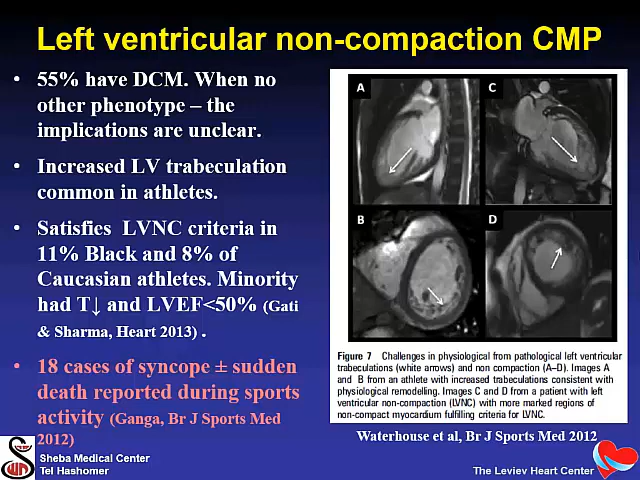 Left ventricular non-compaction CMP
• 55% have DCM. When no
other phenotype – the
implications are unclear.
• Increased LV trabeculation
common in athletes.
• Satisfies LVNC criteria in
11% Black and 8% of
Caucasian athletes. Minority
had T↓ and LVEF<50% (Gati
& Sharma, Heart 2013) .
• 18 cases of syncope ± sudden
death reported during sports
activity (Ganga, Br J Sports Med
2012)
A
C
B
D
Figure 7 Challenges in physiological from pathological left ventricular
trabeculations (white arrows) and non compaction (A–D). Images A
and B from an athlete with increased trabeculations consistent with
physiological remodelling. Images C and D from a patient with left
ventricular non-compaction (LVNC) with more marked regions of
non-compact myocardium fulfilling criteria for LVNC.
Waterhouse et al, Br J Sports Med 2012
Sheba Medical Center
Tel Hashomer
The Leviev Heart Center